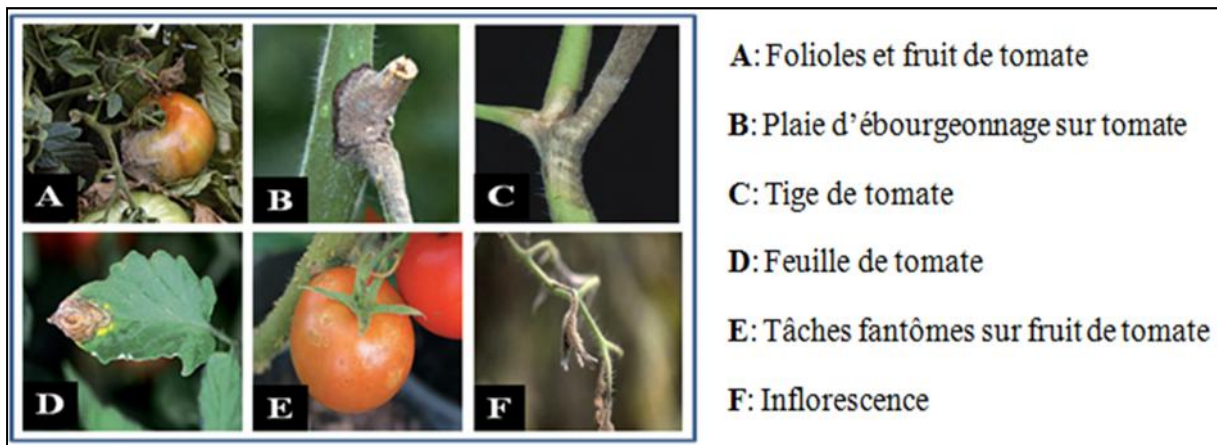 A
B
C
D
E
F
A: Folioles et fruit de tomate
B: Plaie d'ébourgeonnage sur tomate
C: Tige de tomate
D: Feuille de tomate
E: Tâches fantômes sur fruit de tomate
F: Inflorescence